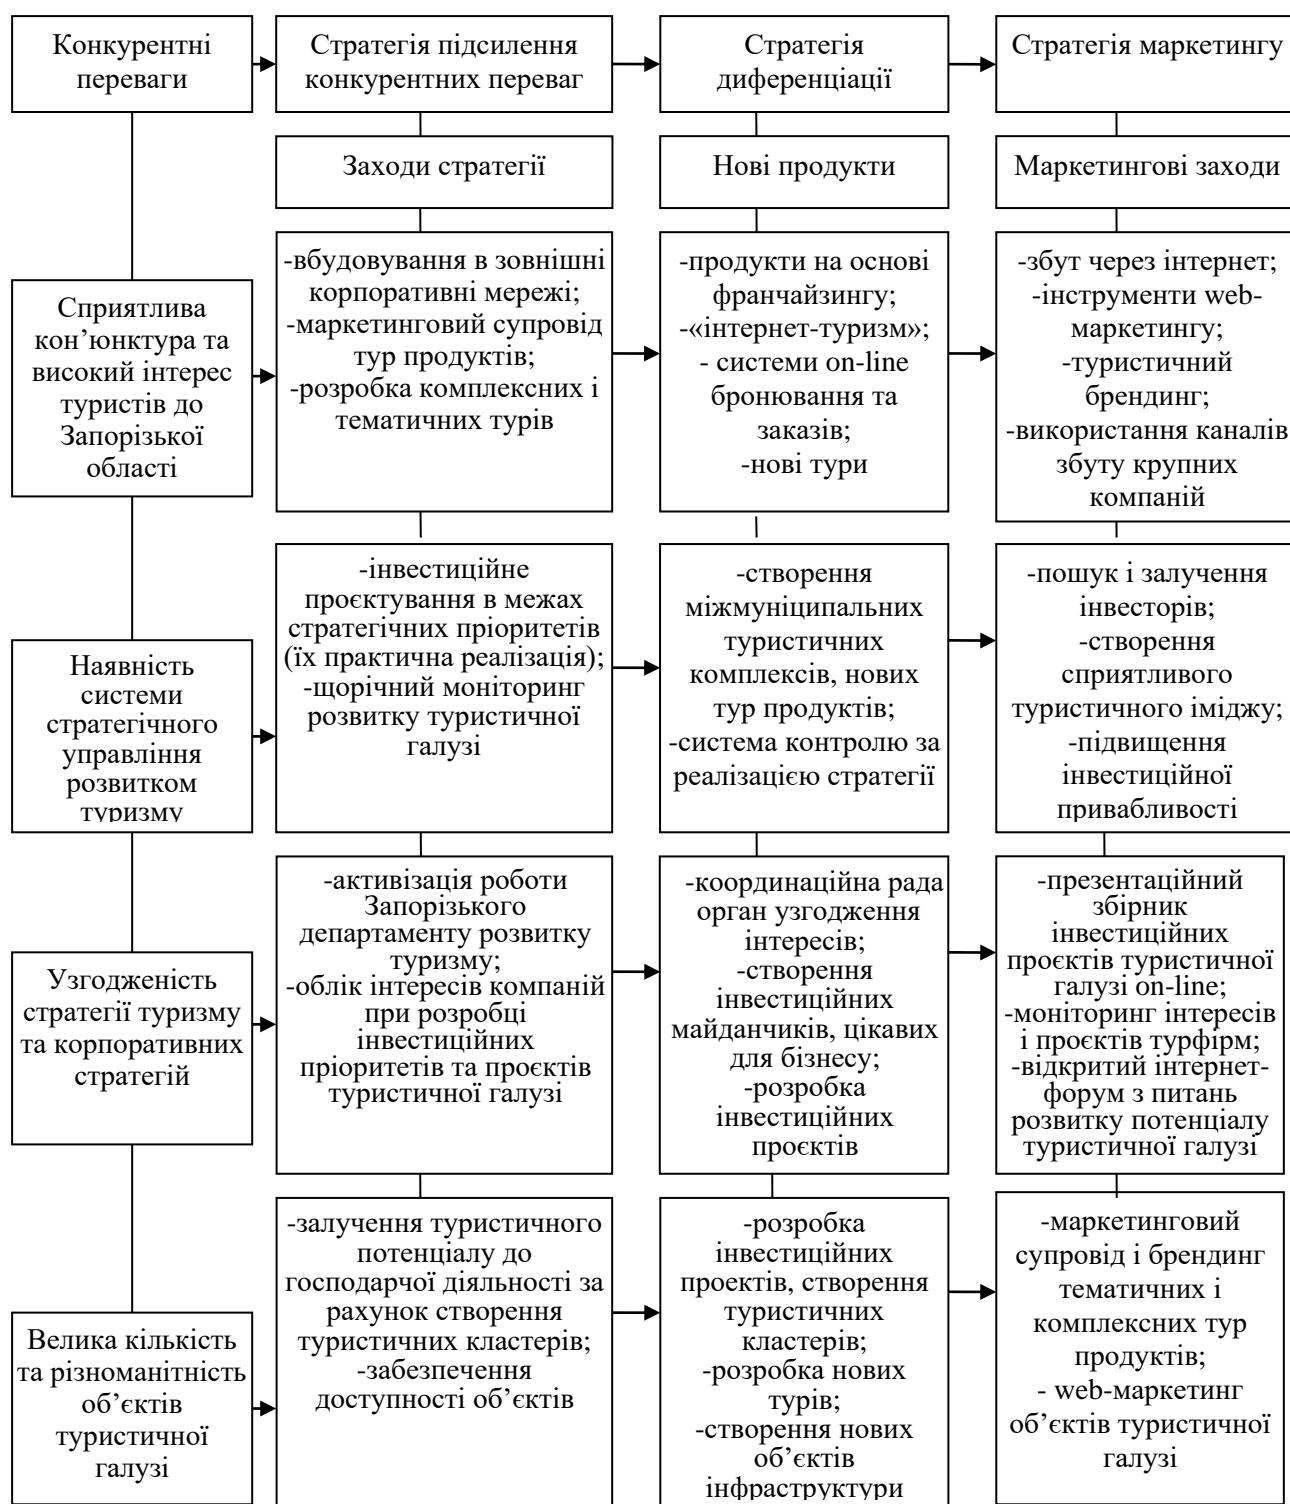 Конкурентні
переваги
Стратегія підсилення
конкурентних переваг
Стратегія
диференціації
Стратегія маркетингу
Заходи стратегії
Нові продукти
Маркетингові заходи
Сприятлива
кон’юнктура та
високий інтерес
туристів до
Запорізької
області
-вбудовування в зовнішні
корпоративні мережі;
-маркетинговий супровід
тур продуктів;
-розробка комплексних і
тематичних турів
-продукти на основі
франчайзингу;
-«інтернет-туризм»;
- системи on-line
бронювання та
заказів;
-нові тури
-збут через інтернет;
-інструменти web-
маркетингу;
-туристичний
брендинг;
-використання каналів
збуту крупних
компаній
Наявність
системи
стратегічного
управління
розвитком
туризму
-інвестиційне
проєктування в межах
стратегічних пріоритетів
(їх практична реалізація);
-щорічний моніторинг
розвитку туристичної
галузі
-створення
міжмуніципальних
туристичних
комплексів, нових
тур продуктів;
-система контролю за
реалізацією стратегії
-пошук і залучення
інвесторів;
-створення
сприятливого
туристичного іміджу;
-підвищення
інвестиційної
привабливості
Узгодженість
стратегії туризму
та корпоративних
стратегій
-активізація роботи
Запорізького
департаменту розвитку
туризму;
-облік інтересів компаній
при розробці
інвестиційних
пріоритетів та проєктів
туристичної галузі
-координаційна рада
орган узгодження
інтересів;
-створення
інвестиційних
майданчиків, цікавих
для бізнесу;
-розробка
інвестиційних
проєктів
-презентаційний
збірник
інвестиційних
проєктів туристичної
галузі on-line;
-моніторинг інтересів
і проєктів турфірм;
-відкритий інтернет-
форум з питань
розвитку потенціалу
туристичної галузі
Велика кількість
та різноманітність
об’єктів
туристичної
галузі
-залучення туристичного
потенціалу до
господарчої діяльності за
рахунок створення
туристичних кластерів;
-забезпечення
доступності об’єктів
-розробка
інвестиційних
проектів, створення
туристичних
кластерів;
-розробка нових
турів;
-створення нових
об’єктів
інфраструктури
-маркетинговий
супровід і брендинг
тематичних і
комплексних тур
продуктів;
- web-маркетинг
об’єктів туристичної
галузі